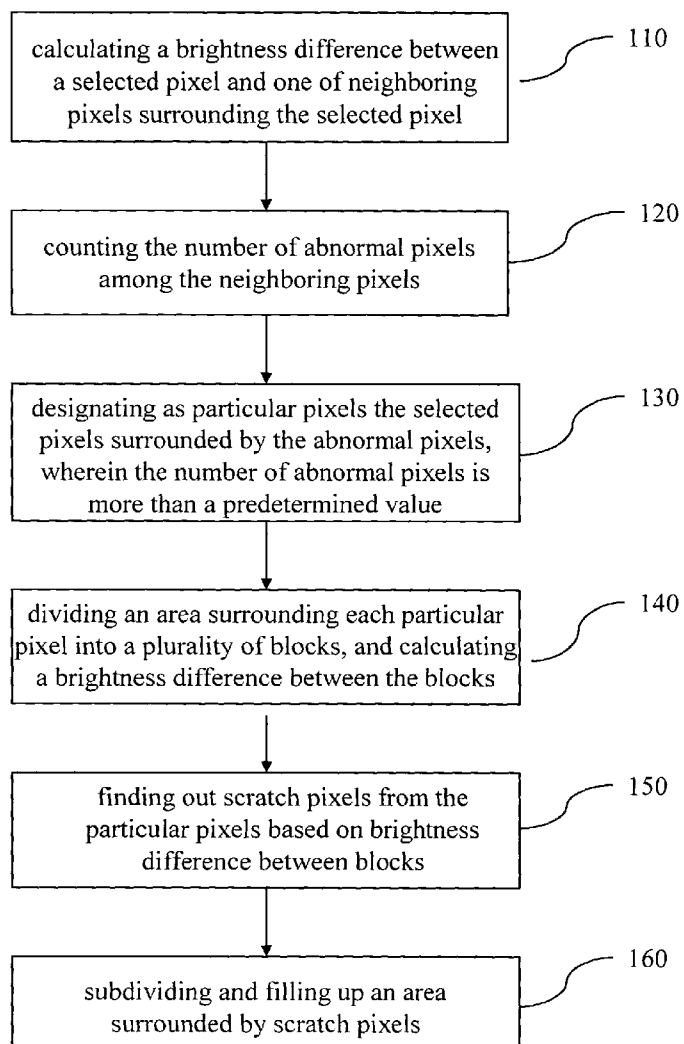 calculating a brightness difference between
a selected pixel and one of neighboring
pixels surrounding the selected pixel
110
counting the number of abnormal pixels
among the neighboring pixels
120
designating as particular pixels the selected
pixels surrounded by the abnormal pixels,
wherein the number of abnormal pixels is
more than a predetermined value
130
dividing an area surrounding each particular
pixel into a plurality of blocks, and calculating
a brightness difference between the blocks
140
finding out scratch pixels from the
particular pixels based on brightness
difference between blocks
150
subdividing and filling up an area
surrounded by scratch pixels
160